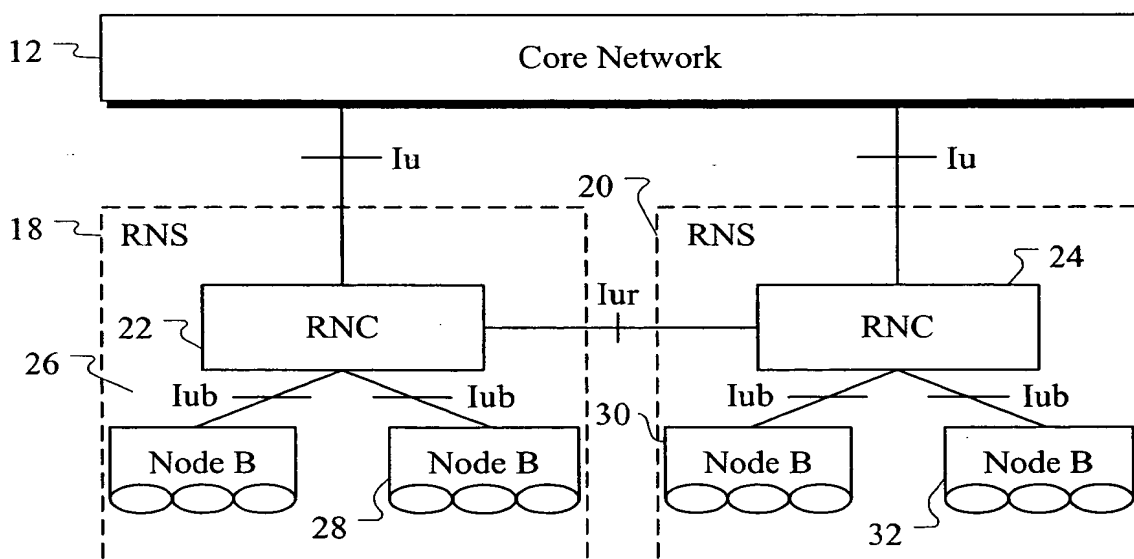 12
Core Network
Iu
Iu
18
RNS
20
RNS
24
22
RNC
Iur
RNC
26
Iub
Iub
30
Iub
Iub
Node B
Node B
Node B
Node B
28
32